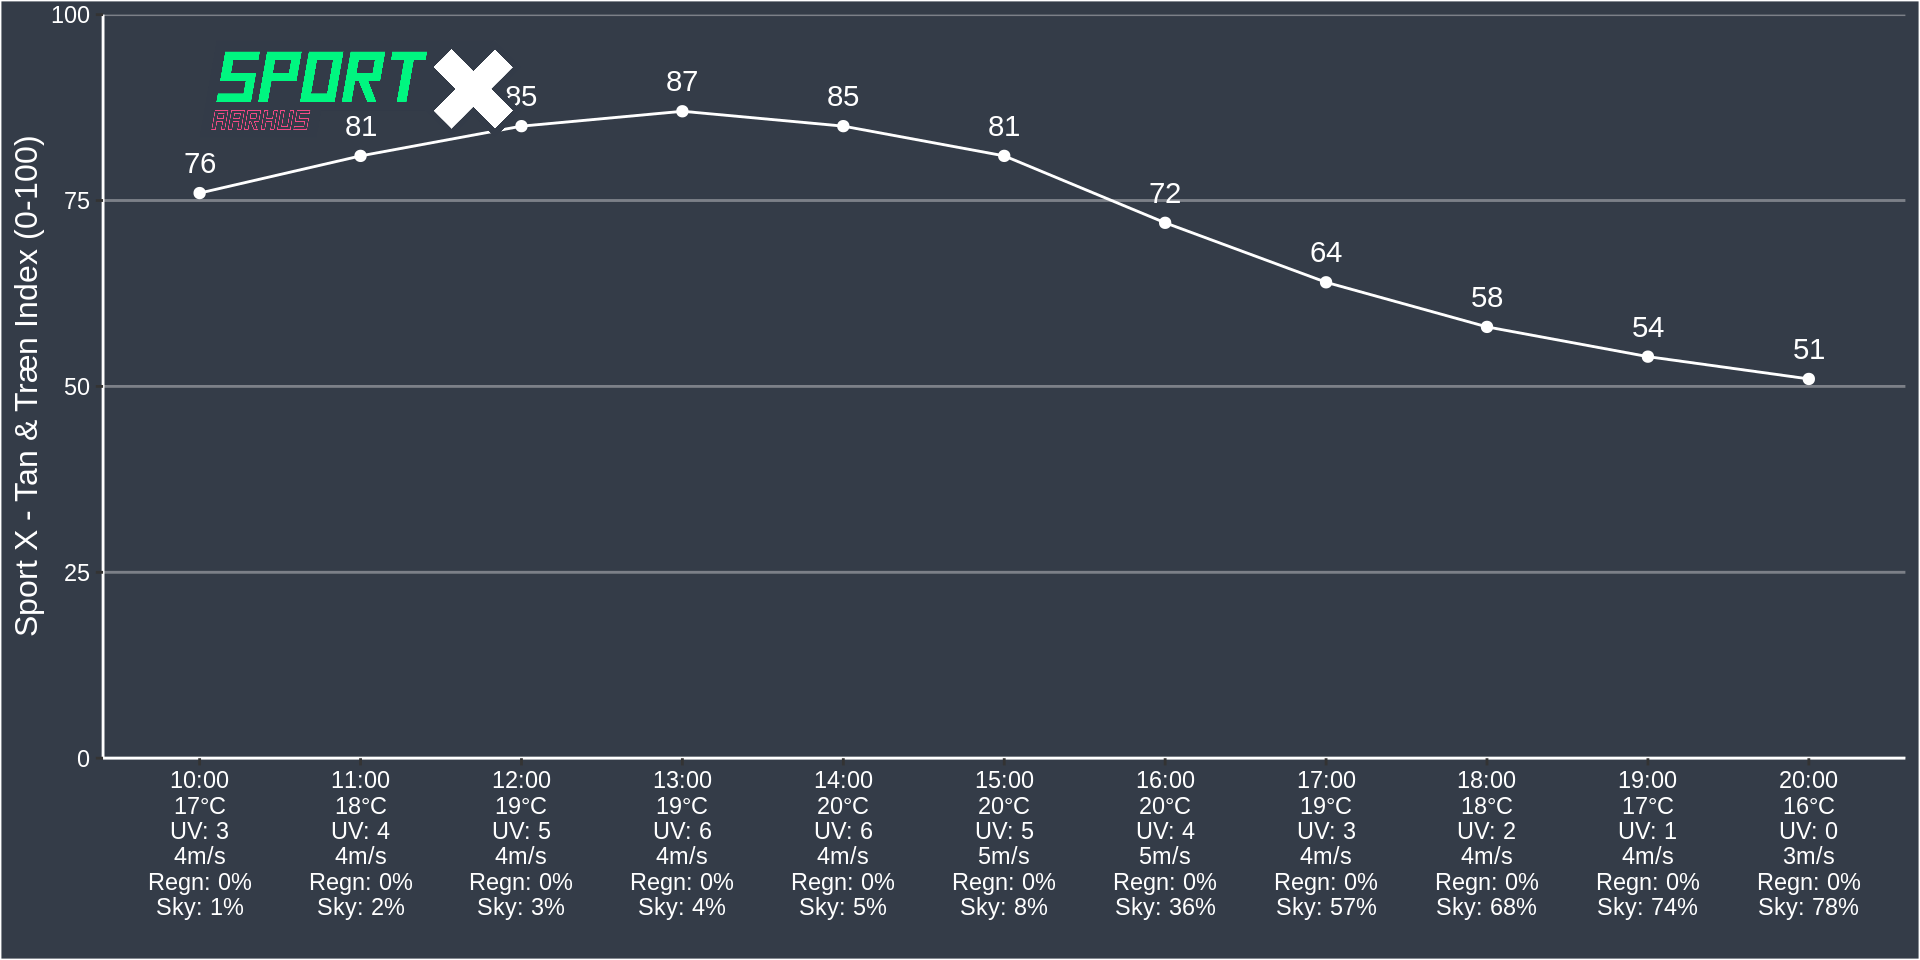 100
SPORT X
AARHUS
85
87
85
81
81
76
75
72
64
58
54
51
50
25
0
Sport X - Tan & Træn Index (0-100)
10:00 11:00 12:00 13:00 14:00 15:00 16:00 17:00 18:00 19:00 20:00
17°C 18°C 19°C 19°C 20°C 20°C 20°C 19°C 18°C 17°C 16°C
UV: 3 UV: 4 UV: 5 UV: 6 UV: 6 UV: 5 UV: 4 UV: 3 UV: 2 UV: 1 UV: 0
4m/s 4m/s 4m/s 4m/s 4m/s 5m/s 5m/s 4m/s 4m/s 4m/s 3m/s
Regn: 0% Regn: 0% Regn: 0% Regn: 0% Regn: 0% Regn: 0% Regn: 0% Regn: 0% Regn: 0% Regn: 0% Regn: 0%
Sky: 1% Sky: 2% Sky: 3% Sky: 4% Sky: 5% Sky: 8% Sky: 36% Sky: 57% Sky: 68% Sky: 74% Sky: 78%